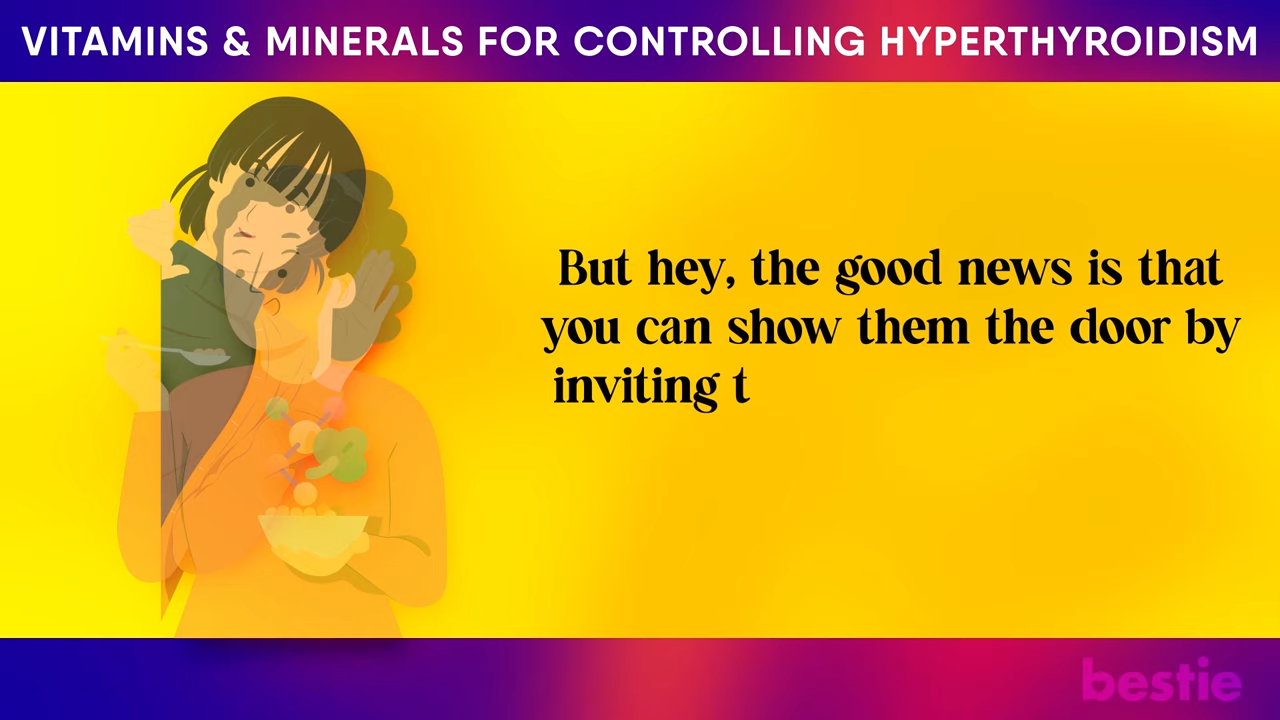 VITAMINS & MINERALS FOR CONTROLLING HYPERTHYROIDISM
But hey, the good news is that
you can show them the door by
inviting t
bestie